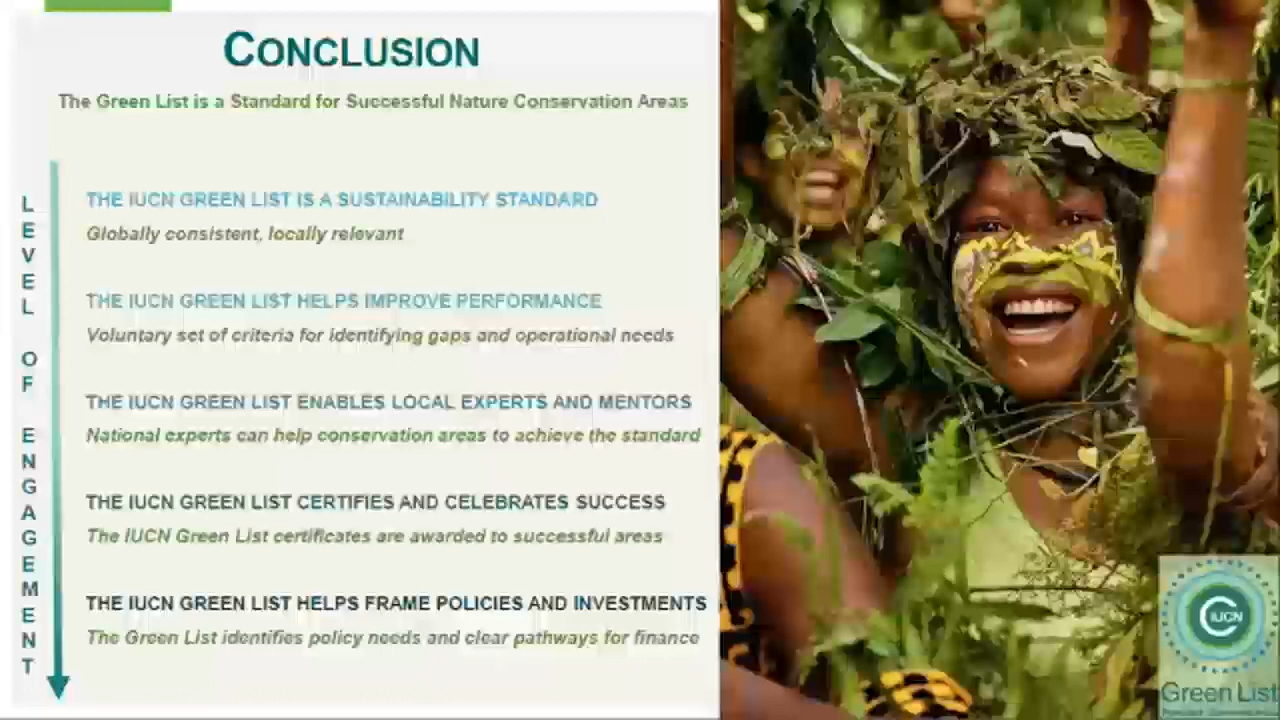 CONCLUSION
The Green List is a Standard for Successful Nature Conservation Areas
LEVEL OF ENGAGEMENT
THE IUCN GREEN LIST IS A SUSTAINABILITY STANDARD
Globally consistent, locally relevant
THE IUCN GREEN LIST HELPS IMPROVE PERFORMANCE
Voluntary set of criteria for identifying gaps and operational needs
THE IUCN GREEN LIST ENABLES LOCAL EXPERTS AND MENTORS
National experts can help conservation areas to achieve the standard
THE IUCN GREEN LIST CERTIFIES AND CELEBRATES SUCCESS
The IUCN Green List certificates are awarded to successful areas
THE IUCN GREEN LIST HELPS FRAME POLICIES AND INVESTMENTS
The Green List identifies policy needs and clear pathways for finance
IUCN
Green List